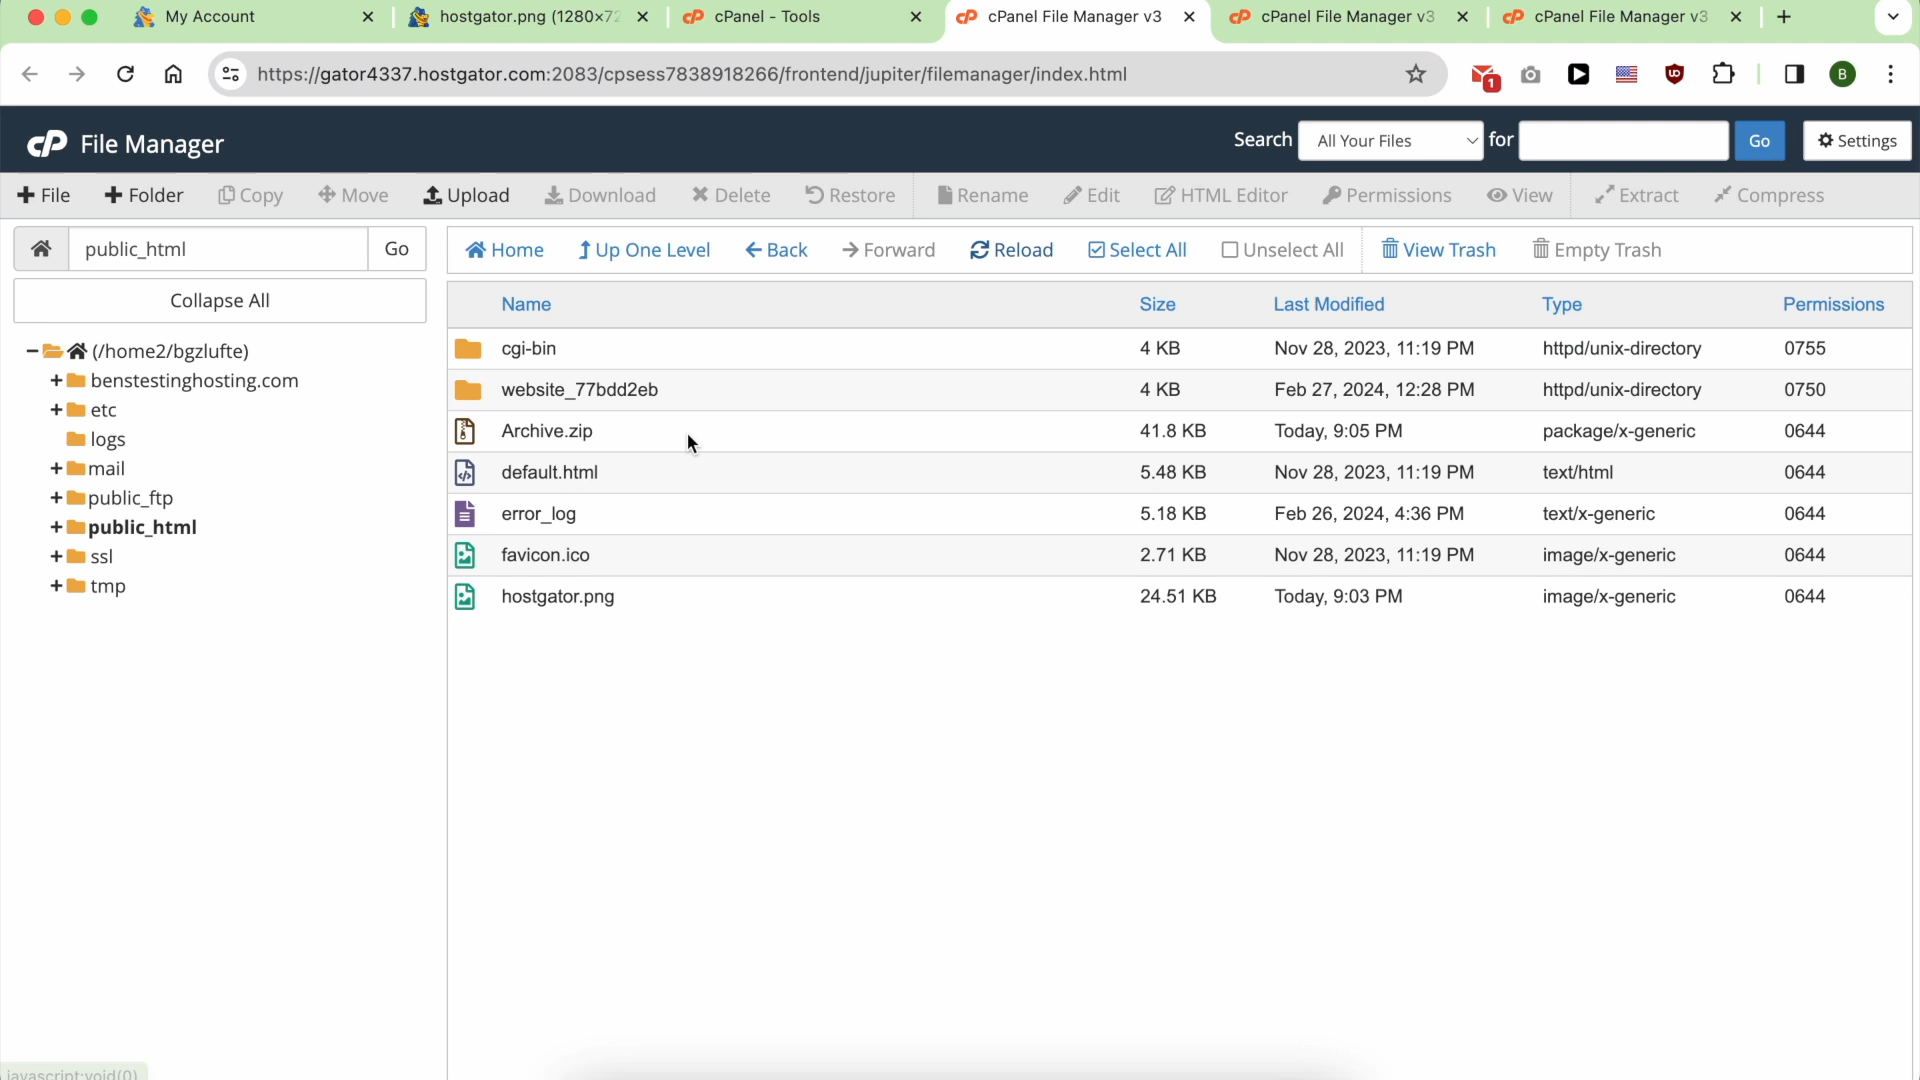 My Account
hostgator.png (1280×72
cPanel - Tools
cPanel File Manager v3
cPanel File Manager v3
cPanel File Manager v3
https://gator4337.hostgator.com:2083/cpsess7838918266/frontend/jupiter/filemanager/index.html
1
B
cP File Manager
Search All Your Files for Go Settings
File Folder Copy Move Upload Download Delete Restore Rename Edit HTML Editor Permissions View Extract Compress
public_html Go
Home Up One Level Back Forward Reload Select All Unselect All View Trash Empty Trash
Collapse All
(/home2/bgzlufte)
benstestinghosting.com
etc
logs
mail
public_ftp
public_html
ssl
tmp
Name Size Last Modified Type Permissions
cgi-bin 4 KB Nov 28, 2023, 11:19 PM httpd/unix-directory 0755
website_77bdd2eb 4 KB Feb 27, 2024, 12:28 PM httpd/unix-directory 0750
Archive.zip 41.8 KB Today, 9:05 PM package/x-generic 0644
default.html 5.48 KB Nov 28, 2023, 11:19 PM text/html 0644
error_log 5.18 KB Feb 26, 2024, 4:36 PM text/x-generic 0644
favicon.ico 2.71 KB Nov 28, 2023, 11:19 PM image/x-generic 0644
hostgator.png 24.51 KB Today, 9:03 PM image/x-generic 0644
javascript:void(0)